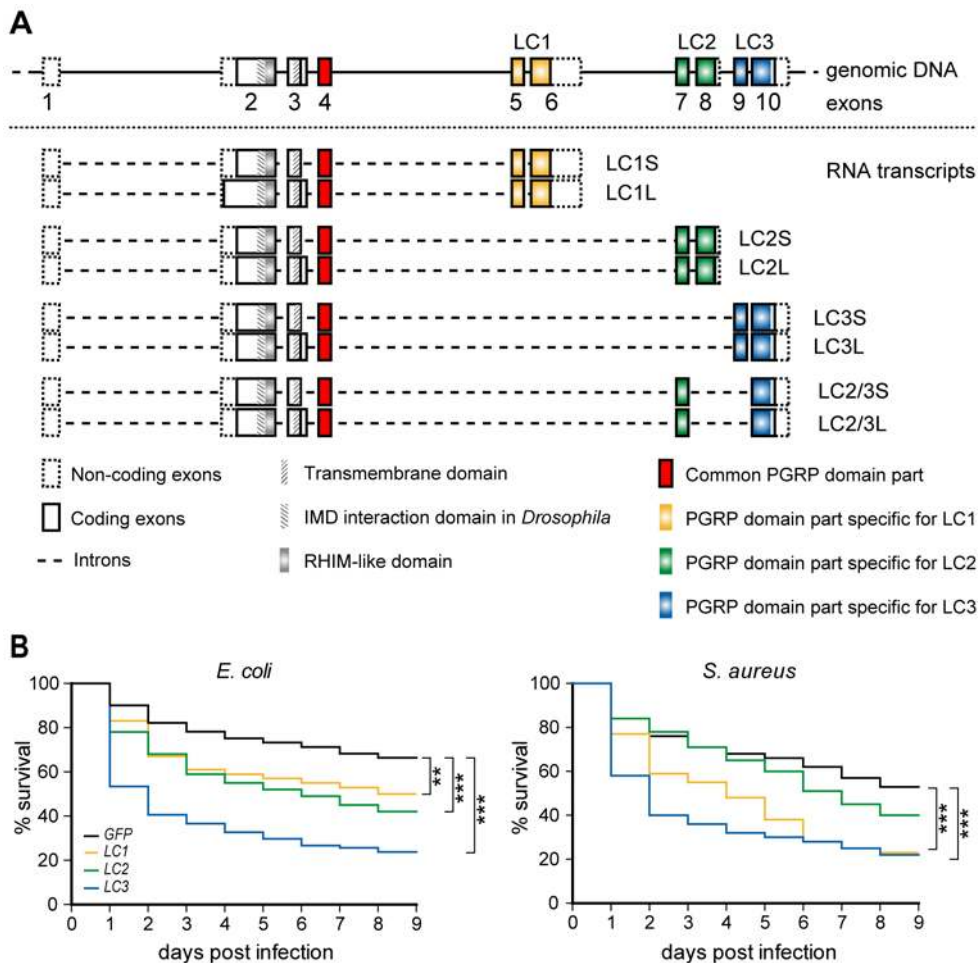 A
LC1 LC2 LC3
genomic DNA
1 2 3 4 5 6 7 8 9 10 exons
RNA transcripts
LC1S
LC1L
LC2S
LC2L
LC3S
LC3L
LC2/3S
LC2/3L
Non-coding exons
Coding exons
Introns
Transmembrane domain
IMD interaction domain in Drosophila
RHIM-like domain
Common PGRP domain part
PGRP domain part specific for LC1
PGRP domain part specific for LC2
PGRP domain part specific for LC3
B
E. coli
% survival
100
80
60
40
20
0
GFP
LC1
LC2
LC3
**
***
***
0 1 2 3 4 5 6 7 8 9
days post infection
S. aureus
% survival
100
80
60
40
20
0
***
***
0 1 2 3 4 5 6 7 8 9
days post infection